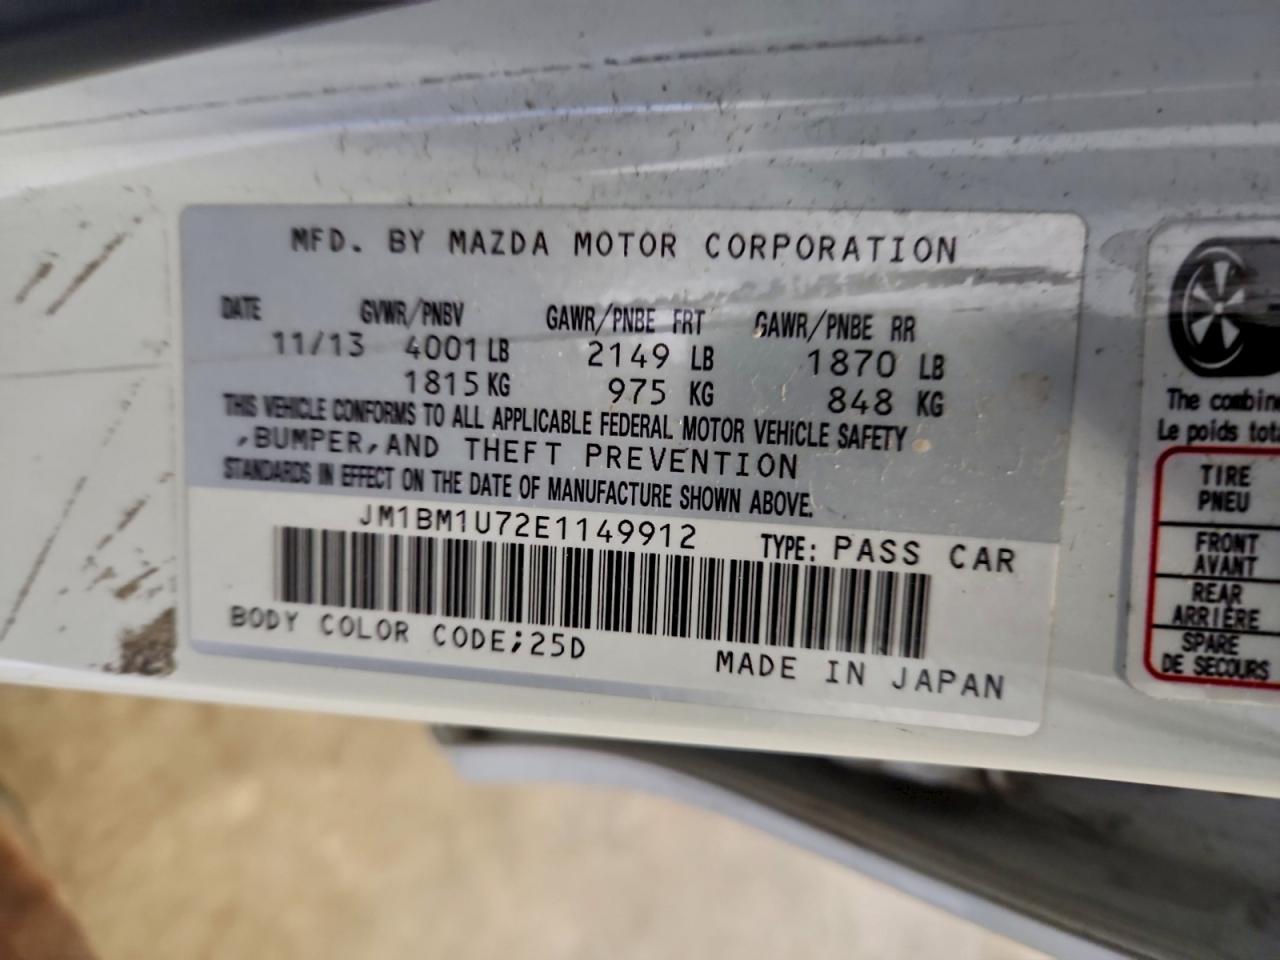 MFD. BY MAZDA MOTOR CORPORATION
DATE GVWR/PNBV GAWR/PNBE FRT GAWR/PNBE RR
11/13 4001 LB 2149 LB 1870 LB
1815 KG 975 KG 848 KG
THIS VEHICLE CONFORMS TO ALL APPLICABLE FEDERAL MOTOR VEHICLE SAFETY
,BUMPER,AND THEFT PREVENTION
STANDARDS IN EFFECT ON THE DATE OF MANUFACTURE SHOWN ABOVE.
JM1BM1U72E1149912 TYPE: PASS CAR
BODY COLOR CODE;25D
MADE IN JAPAN
The combin
Le poids tot
TIRE
PNEU
FRONT
AVANT
REAR
ARRIÈRE
SPARE
DE SECOURS